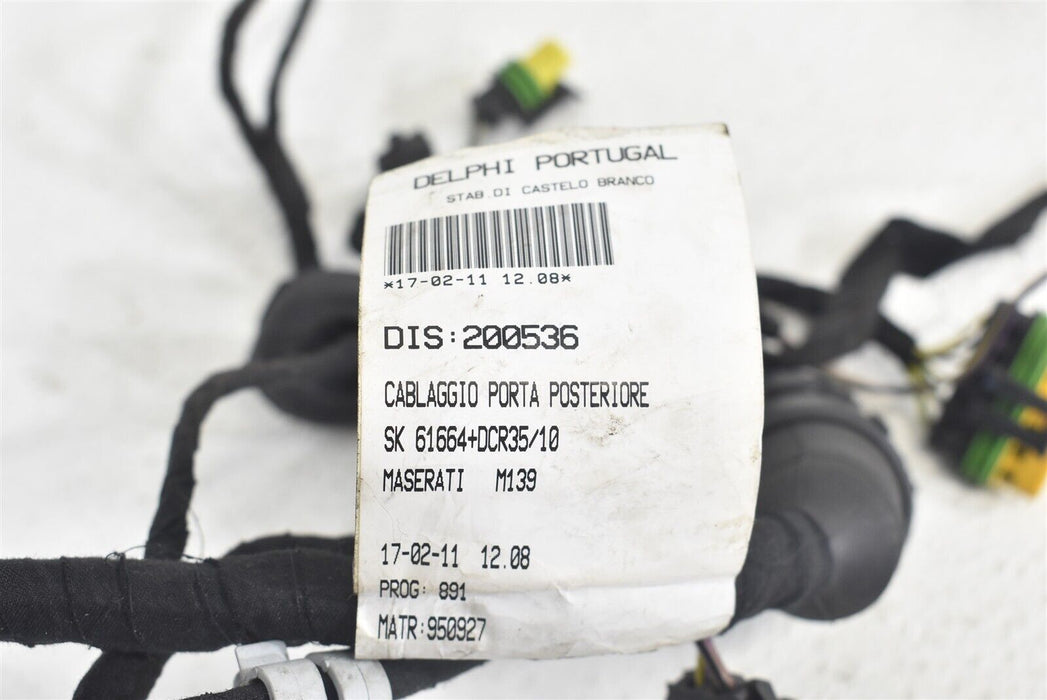 DELPHI PORTUGAL
STAB.DI CASTELO BRANCO
*17-02-11 12.08*
DIS:200536
CABLAGGIO PORTA POSTERIORE
SK 61664+DCR35/10
MASERATI M139
17-02-11 12.08
PROG: 891
MATR:950927